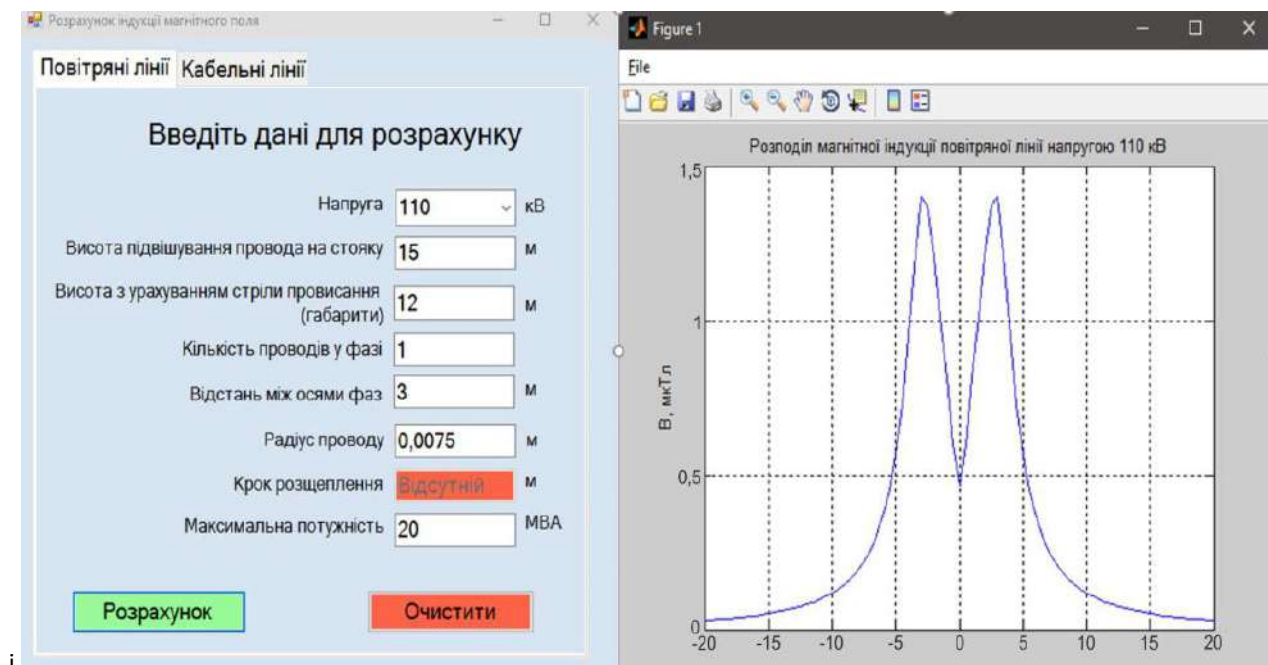 Розрахунок індукції магнітного поля
Повітряні лінії Кабельні лінії
Введіть дані для розрахунку
Напруга 110 кВ
Висота підвішування провода на стояку 15 м
Висота з урахуванням стріли провисання
(габарити) 12 м
Кількість проводів у фазі 1
Відстань між осями фаз 3 м
Радіус проводу 0,0075 м
Крок розщеплення Відсутній м
Максимальна потужність 20 МВА
Розрахунок Очистити
і
Figure 1
File
Розподіл магнітної індукції повітряної лінії напругою 110 кВ
1,5
1
0,5
0
В, мкТл
-20 -15 -10 -5 0 5 10 15 20